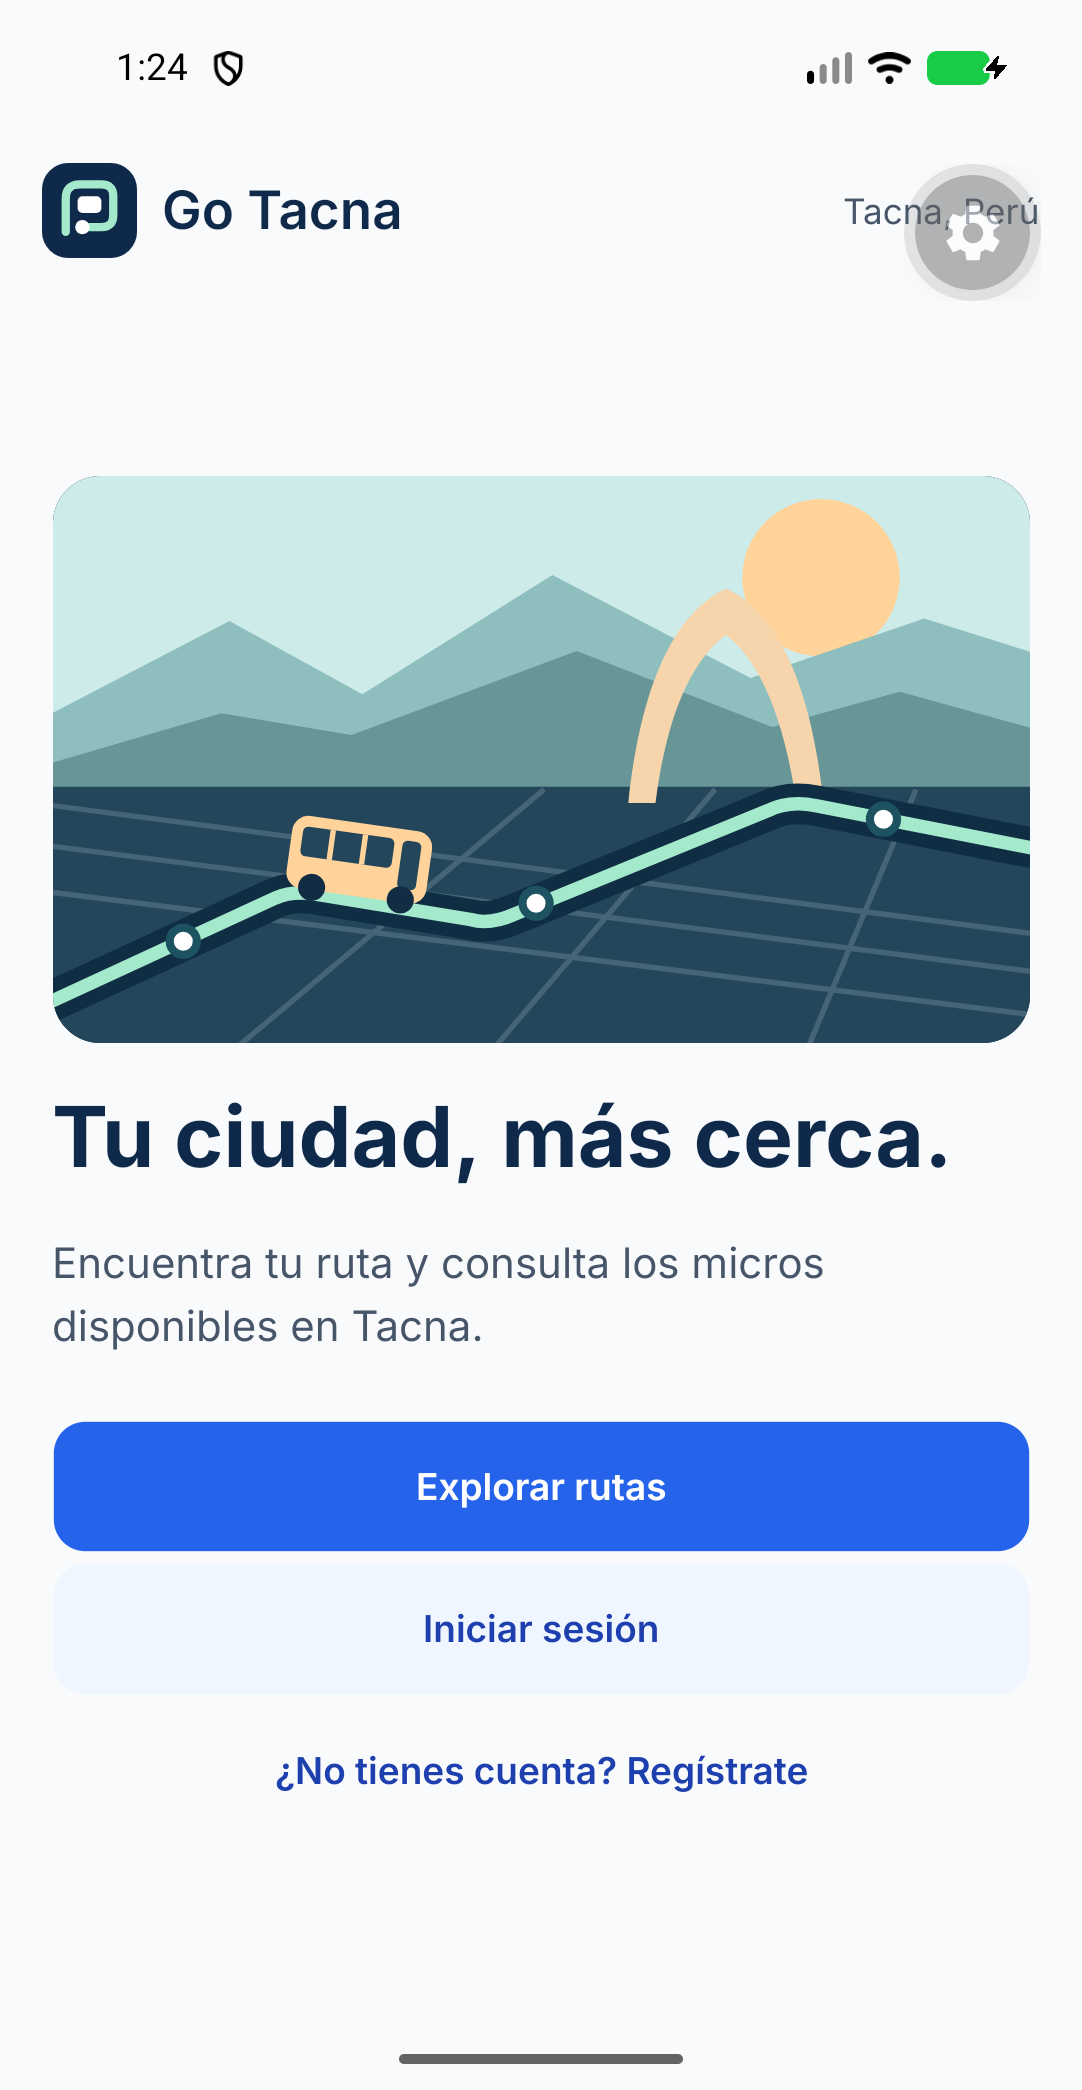 1:24
Go Tacna
Tacna, Perú
Tu ciudad, más cerca.
Encuentra tu ruta y consulta los micros
disponibles en Tacna.
Explorar rutas
Iniciar sesión
¿No tienes cuenta? Regístrate